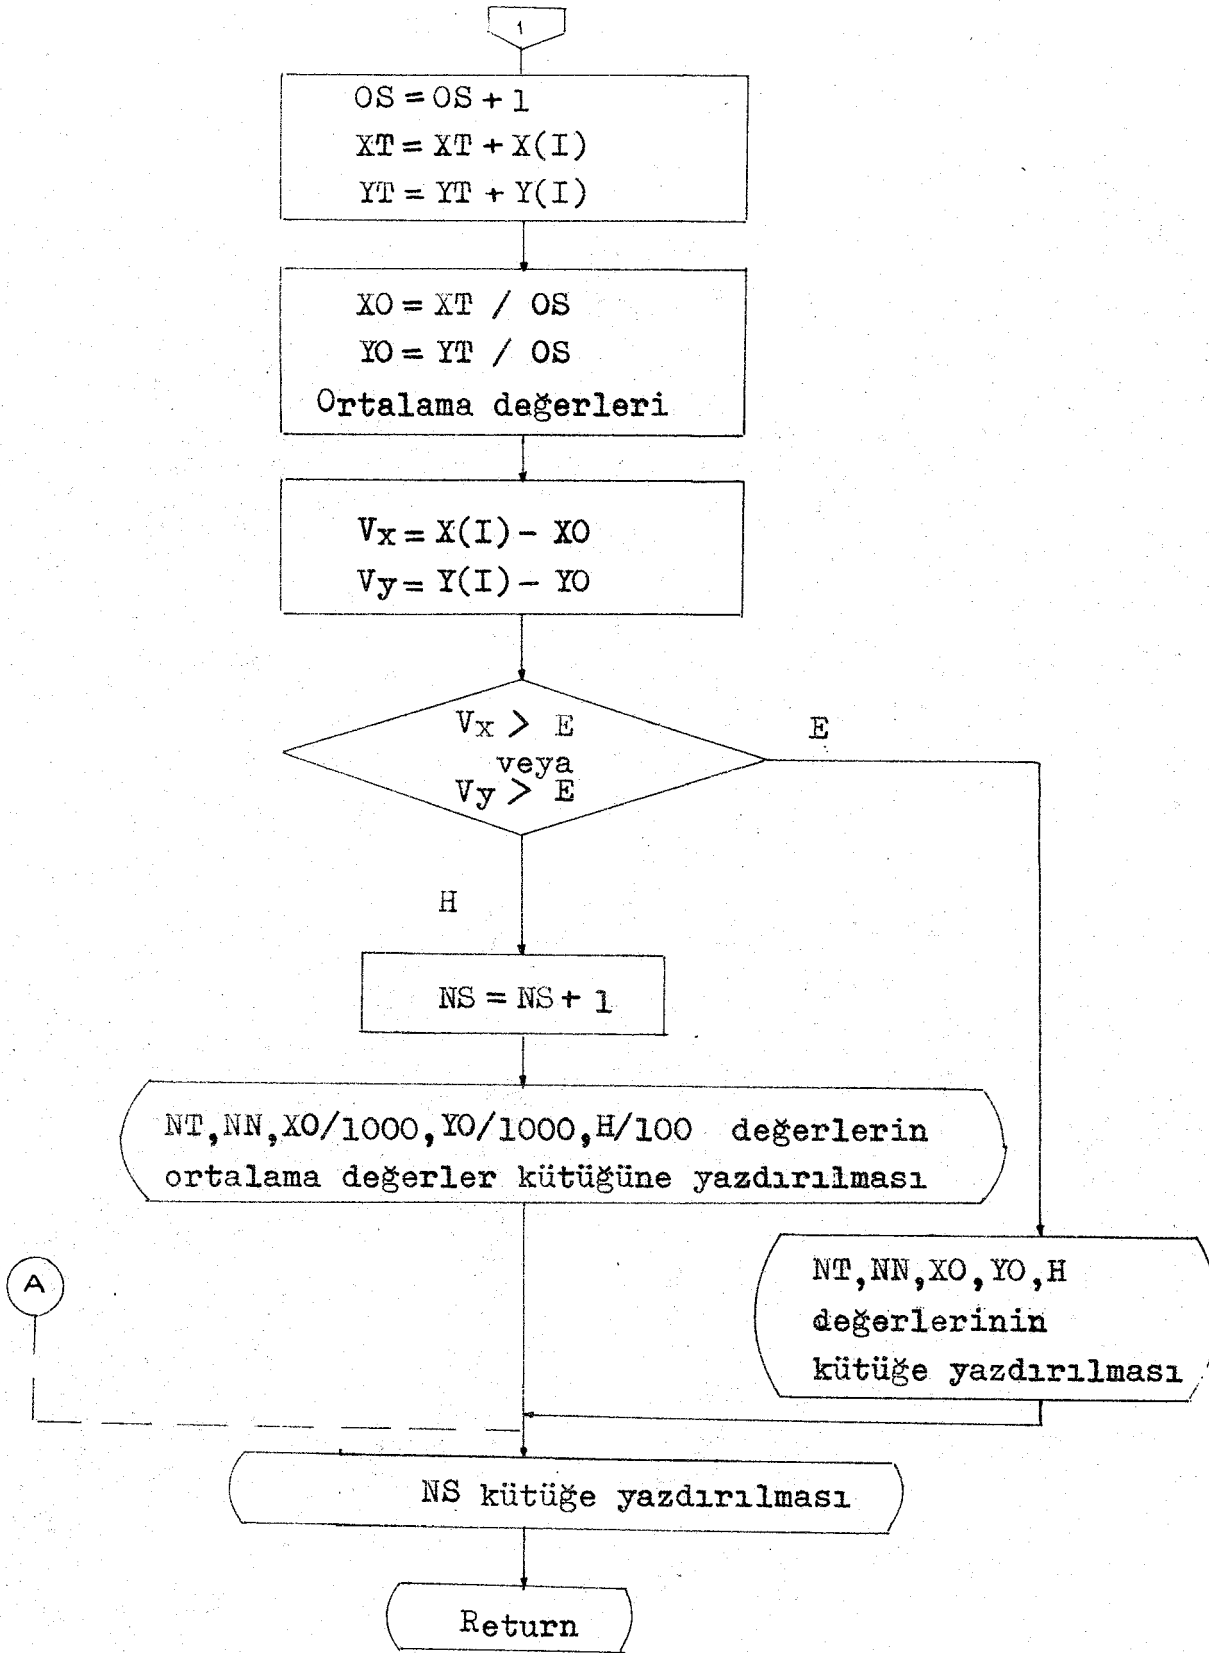 1
OS = OS + 1
XT = XT + X(I)
YT = YT + Y(I)
XO = XT / OS
YO = YT / OS
Ortalama değerleri
Vx = X(I) - XO
Vy = Y(I) - YO
Vx > E
veya
Vy > E
E
H
NS = NS + 1
NT,NN,XO/1000,YO/1000,H/100 değerlerin
ortalama değerler kütüğüne yazdırılması
NT,NN,XO,YO,H
değerlerinin
kütüğe yazdırılması
A
NS kütüğe yazdırılması
Return